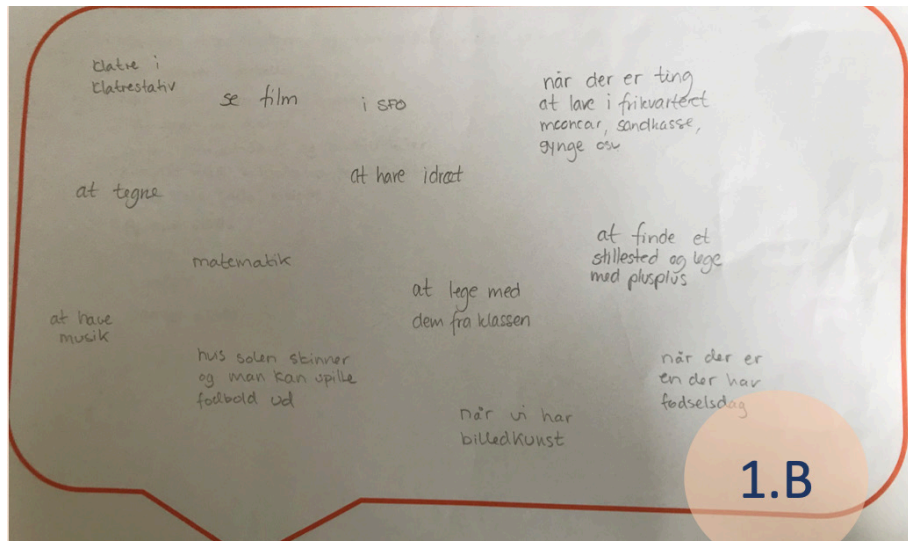 klatre i
klatrestativ
se film
i SFO
når der er ting
at lave i frikvarteret
mooncar, sandkasse,
gynge osv
at tegne
at have idræt
matematik
at finde et
stillested og lege
med plusplus
at lege med
dem fra klassen
at have
musik
hvis solen skinner
og man kan spille
fodbold ud
når der er
en der har
fødselsdag
når vi har
billedkunst
1.B